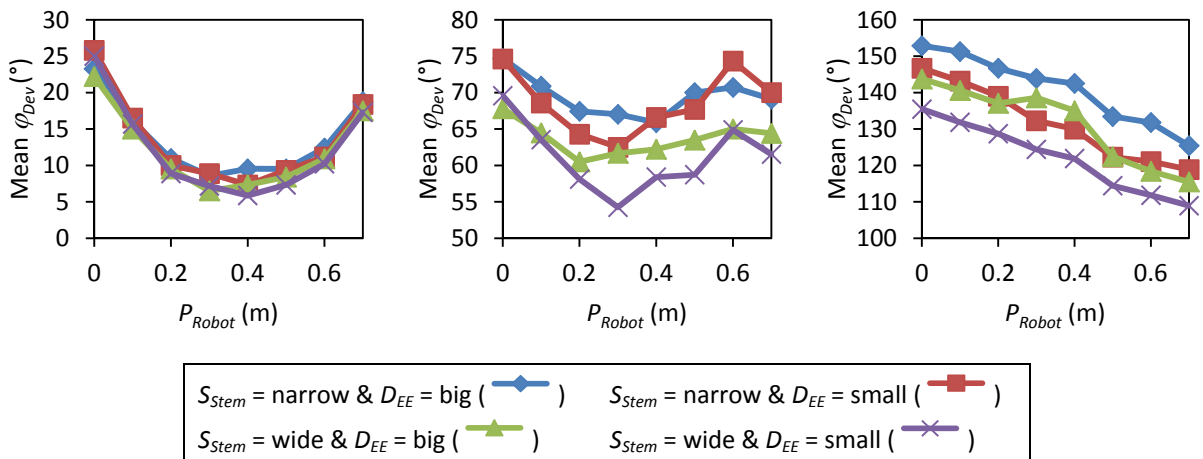 30
25
20
15
10
5
0
Mean φDev (°)
0 0.2 0.4 0.6
PRobot (m)
80
75
70
65
60
55
50
Mean φDev (°)
0 0.2 0.4 0.6
PRobot (m)
160
150
140
130
120
110
100
Mean φDev (°)
0 0.2 0.4 0.6
PRobot (m)
SStem = narrow & DEE = big ( ) SStem = narrow & DEE = small ( )
SStem = wide & DEE = big ( ) SStem = wide & DEE = small ( )